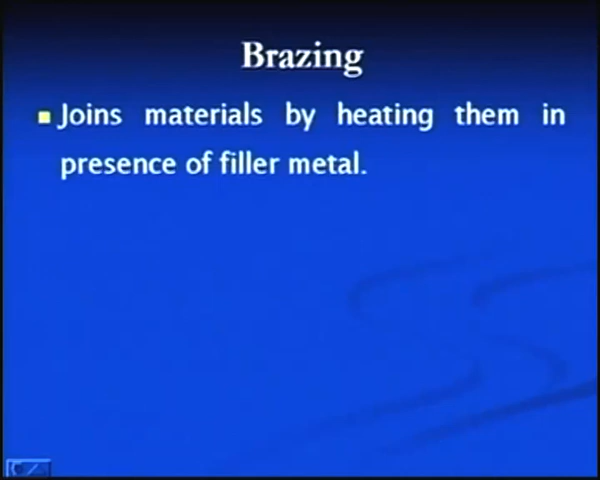 Brazing
Joins materials by heating them in
presence of filler metal.